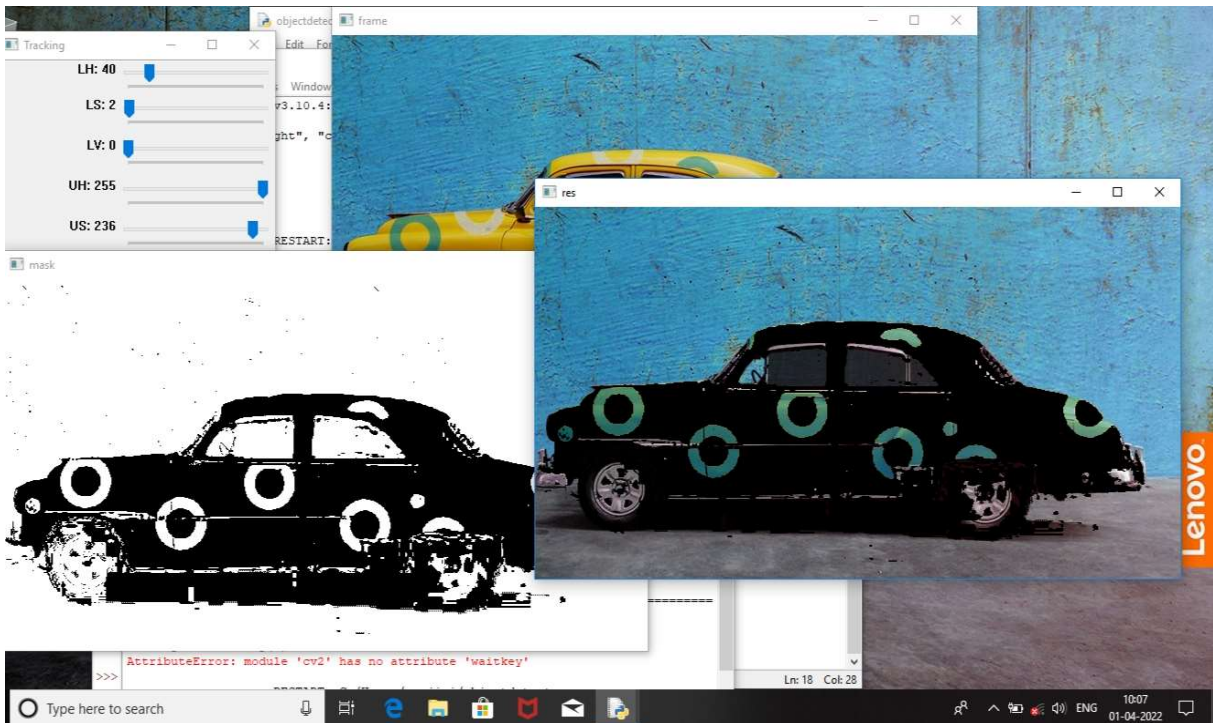 objectdetec
frame
Tracking
Edit For
LH: 40
Window
LS: 2
v3.10.4:
ght", "c
LV: 0
UH: 255
res
US: 236
RESTART:
mask
Lenovo
AttributeError: module 'cv2' has no attribute 'waitkey'
>>>
Ln: 18 Col: 28
Type here to search
ENG
10:07
01-04-2022